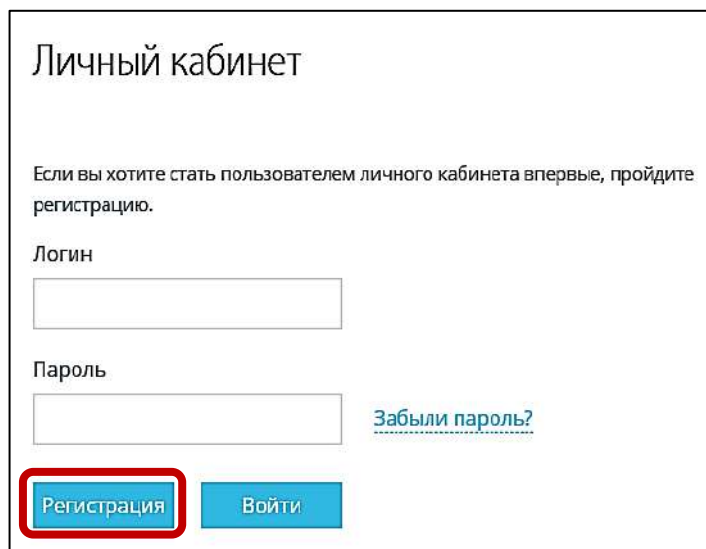 Личный кабинет
Если вы хотите стать пользователем личного кабинета впервые, пройдите
регистрацию.
Логин
Пароль
Забыли пароль?
Регистрация Войти